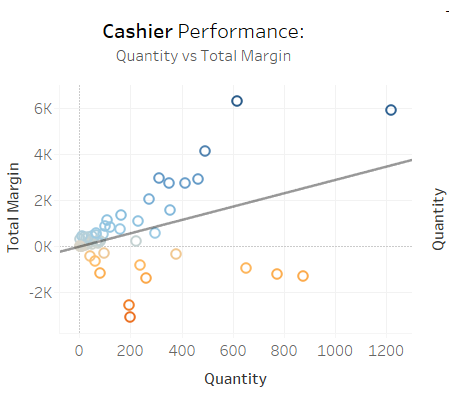 Cashier Performance:
Quantity vs Total Margin
6K
4K
2K
0K
-2K
Total Margin
0 200 400 600 800 1000 1200
Quantity
Quantity